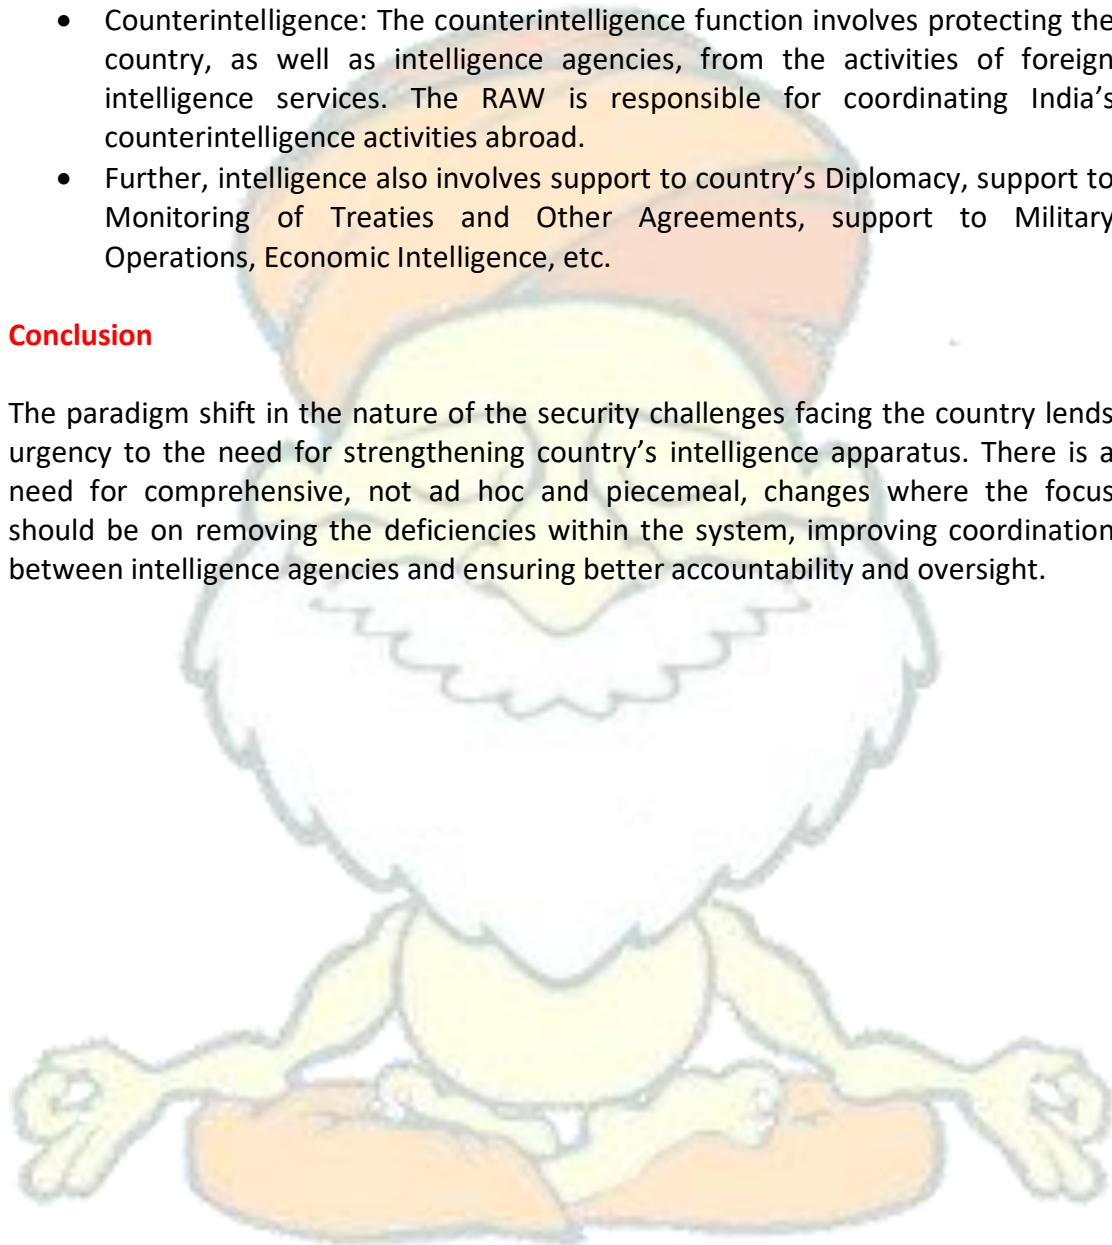 • Counterintelligence: The counterintelligence function involves protecting the
country, as well as intelligence agencies, from the activities of foreign
intelligence services. The RAW is responsible for coordinating India’s
counterintelligence activities abroad.
• Further, intelligence also involves support to country’s Diplomacy, support to
Monitoring of Treaties and Other Agreements, support to Military
Operations, Economic Intelligence, etc.
Conclusion
The paradigm shift in the nature of the security challenges facing the country lends
urgency to the need for strengthening country’s intelligence apparatus. There is a
need for comprehensive, not ad hoc and piecemeal, changes where the focus
should be on removing the deficiencies within the system, improving coordination
between intelligence agencies and ensuring better accountability and oversight.